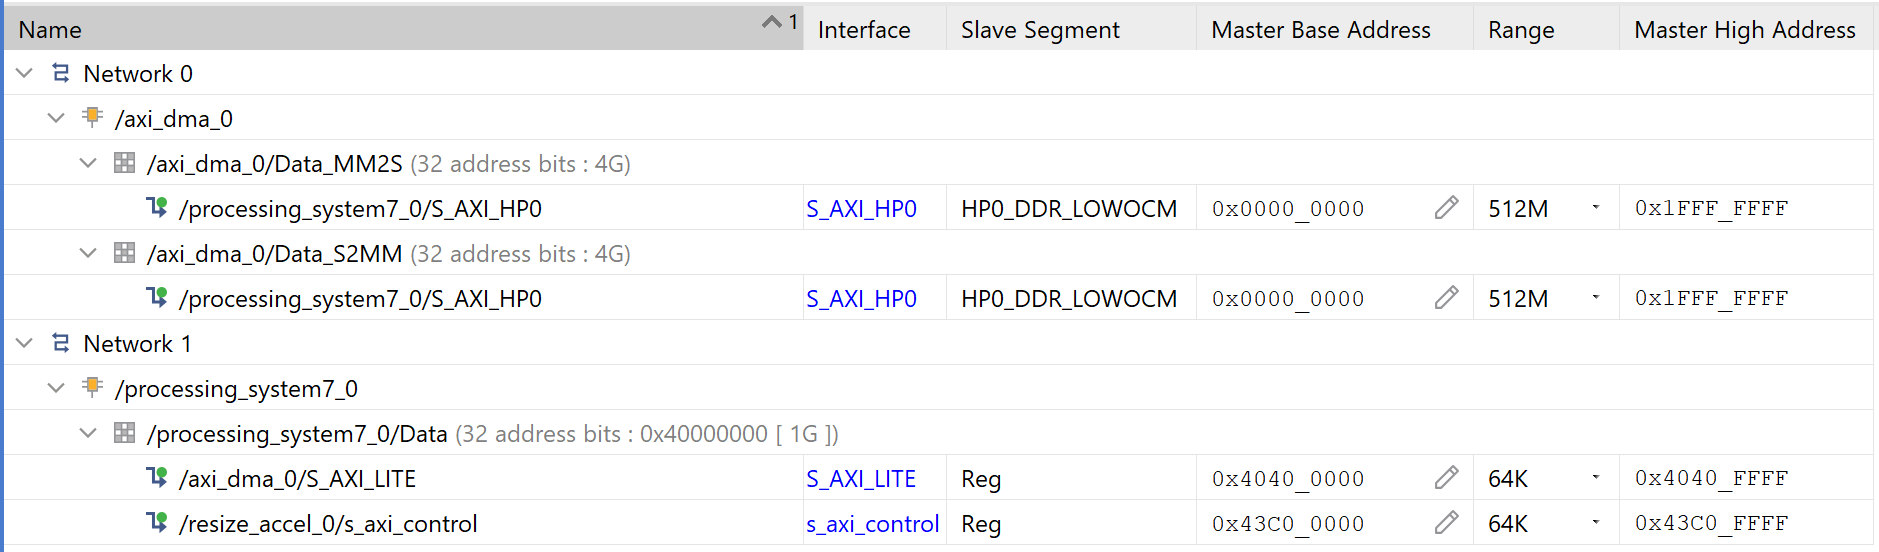 Name 1 Interface Slave Segment Master Base Address Range Master High Address
Network 0
/axi_dma_0
/axi_dma_0/Data_MM2S (32 address bits : 4G)
/processing_system7_0/S_AXI_HP0 S_AXI_HP0 HP0_DDR_LOWOCM 0x0000_0000 512M 0x1FFF_FFFF
/axi_dma_0/Data_S2MM (32 address bits : 4G)
/processing_system7_0/S_AXI_HP0 S_AXI_HP0 HP0_DDR_LOWOCM 0x0000_0000 512M 0x1FFF_FFFF
Network 1
/processing_system7_0
/processing_system7_0/Data (32 address bits : 0x40000000 [ 1G ])
/axi_dma_0/S_AXI_LITE S_AXI_LITE Reg 0x4040_0000 64K 0x4040_FFFF
/resize_accel_0/s_axi_control s_axi_control Reg 0x43C0_0000 64K 0x43C0_FFFF